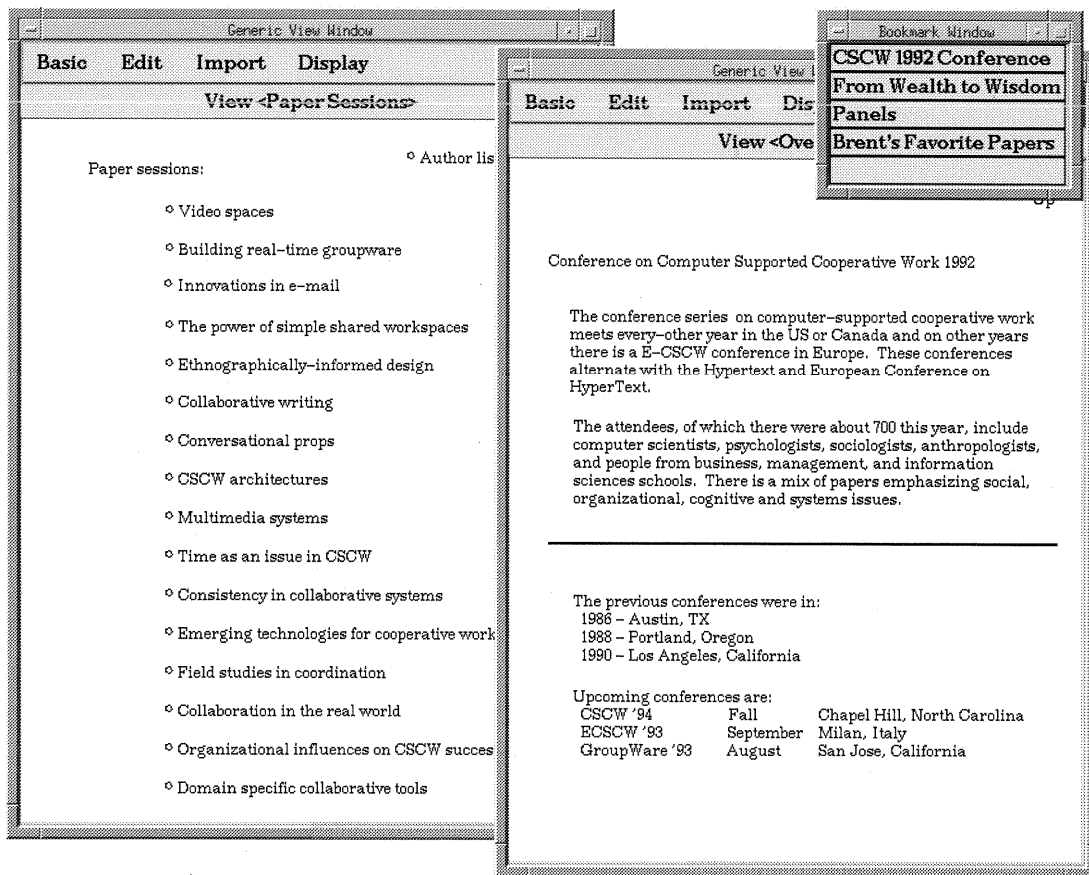 Generic View Window
Basic Edit Import Display
View <Paper Sessions>
Author lis
Paper sessions:
Video spaces
Building real-time groupware
Innovations in e-mail
The power of simple shared workspaces
Ethnographically-informed design
Collaborative writing
Conversational props
CSCW architectures
Multimedia systems
Time as an issue in CSCW
Consistency in collaborative systems
Emerging technologies for cooperative work
Field studies in coordination
Collaboration in the real world
Organizational influences on CSCW succes
Domain specific collaborative tools
Generic View
Basic Edit Import Dis
View <Ove
Conference on Computer Supported Cooperative Work 1992
The conference series on computer-supported cooperative work
meets every-other year in the US or Canada and on other years
there is a E-CSCW conference in Europe. These conferences
alternate with the Hypertext and European Conference on
HyperText.
The attendees, of which there were about 700 this year, include
computer scientists, psychologists, sociologists, anthropologists,
and people from business, management, and information
sciences schools. There is a mix of papers emphasizing social,
organizational, cognitive and systems issues.
The previous conferences were in:
1986 – Austin, TX
1988 – Portland, Oregon
1990 – Los Angeles, California
Upcoming conferences are:
CSCW '94 Fall Chapel Hill, North Carolina
ECSCW '93 September Milan, Italy
GroupWare '93 August San Jose, California
Bookmark Window
CSCW 1992 Conference
From Wealth to Wisdom
Panels
Brent's Favorite Papers